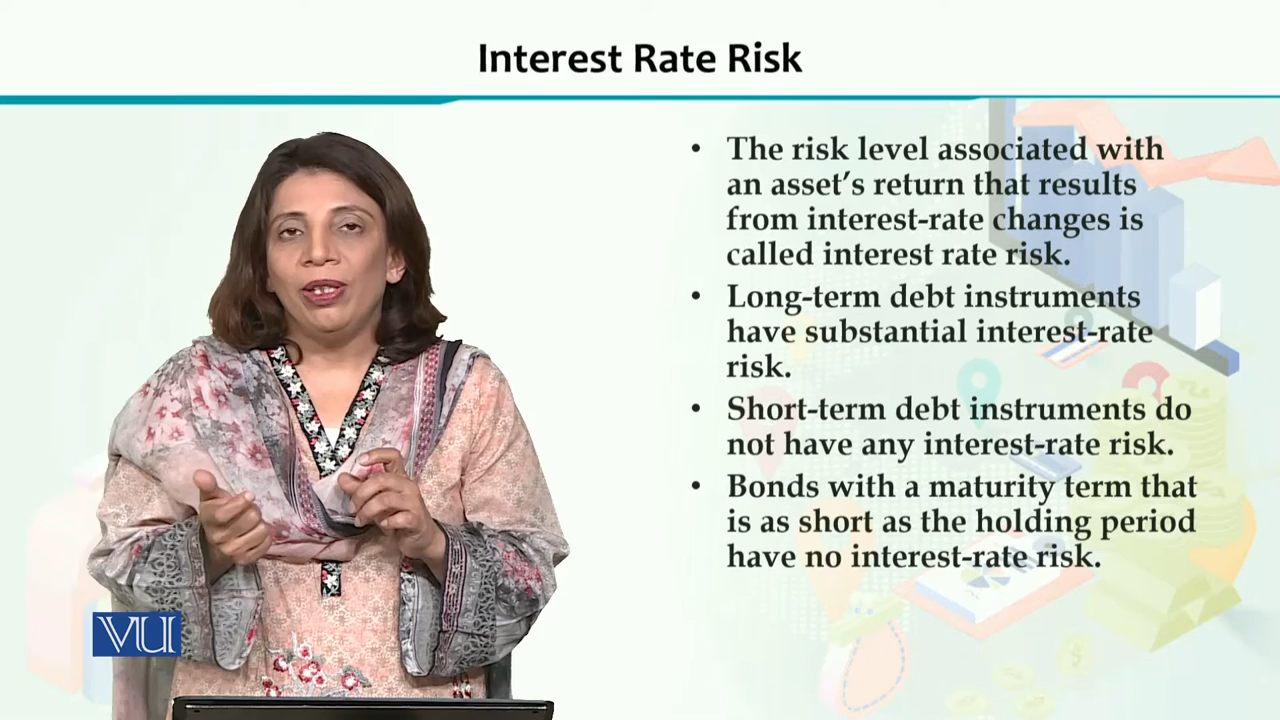 Interest Rate Risk
• The risk level associated with
an asset's return that results
from interest-rate changes is
called interest rate risk.
• Long-term debt instruments
have substantial interest-rate
risk.
• Short-term debt instruments do
not have any interest-rate risk.
• Bonds with a maturity term that
is as short as the holding period
have no interest-rate risk.
VU